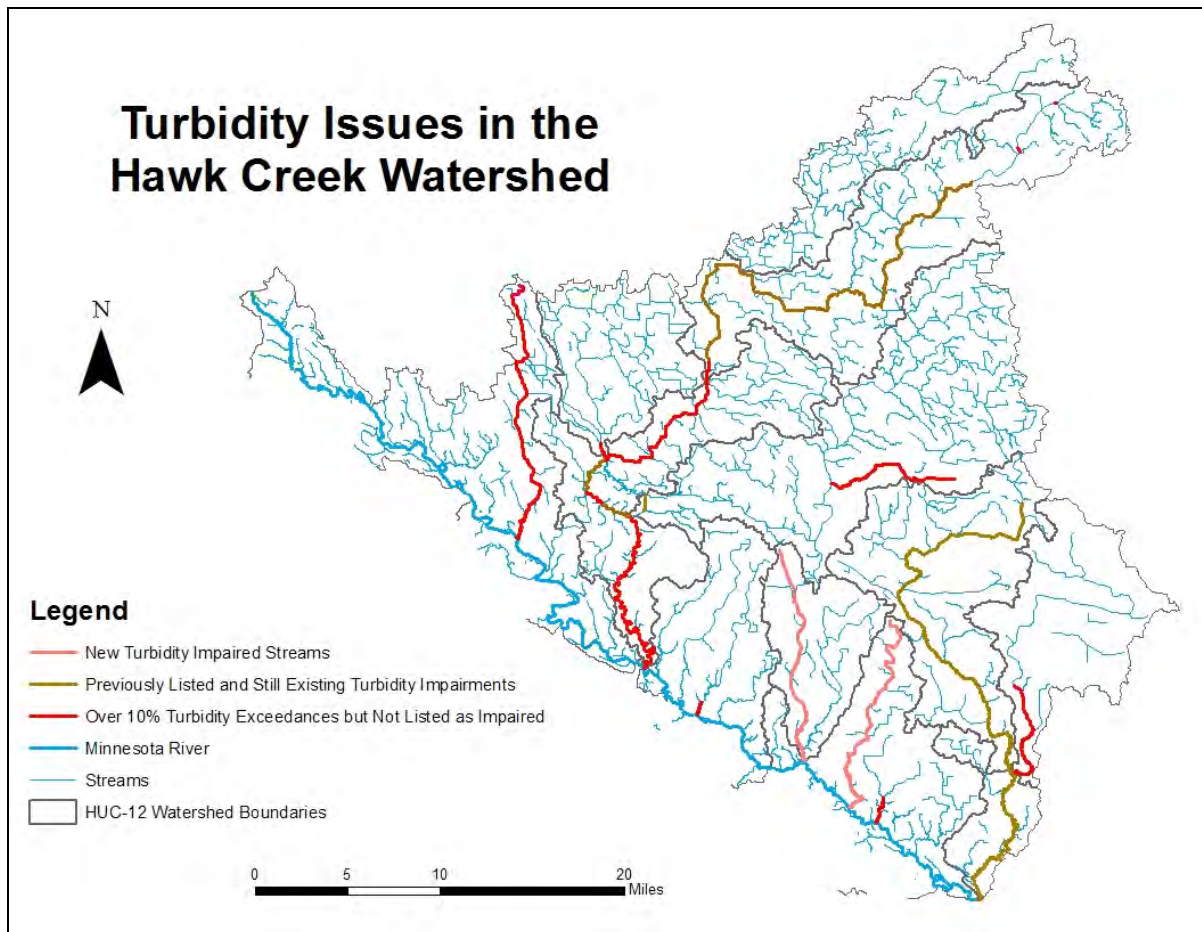 Turbidity Issues in the
Hawk Creek Watershed
N
Legend
New Turbidity Impaired Streams
Previously Listed and Still Existing Turbidity Impairments
Over 10% Turbidity Exceedances but Not Listed as Impaired
Minnesota River
Streams
HUC-12 Watershed Boundaries
0 5 10 20
Miles